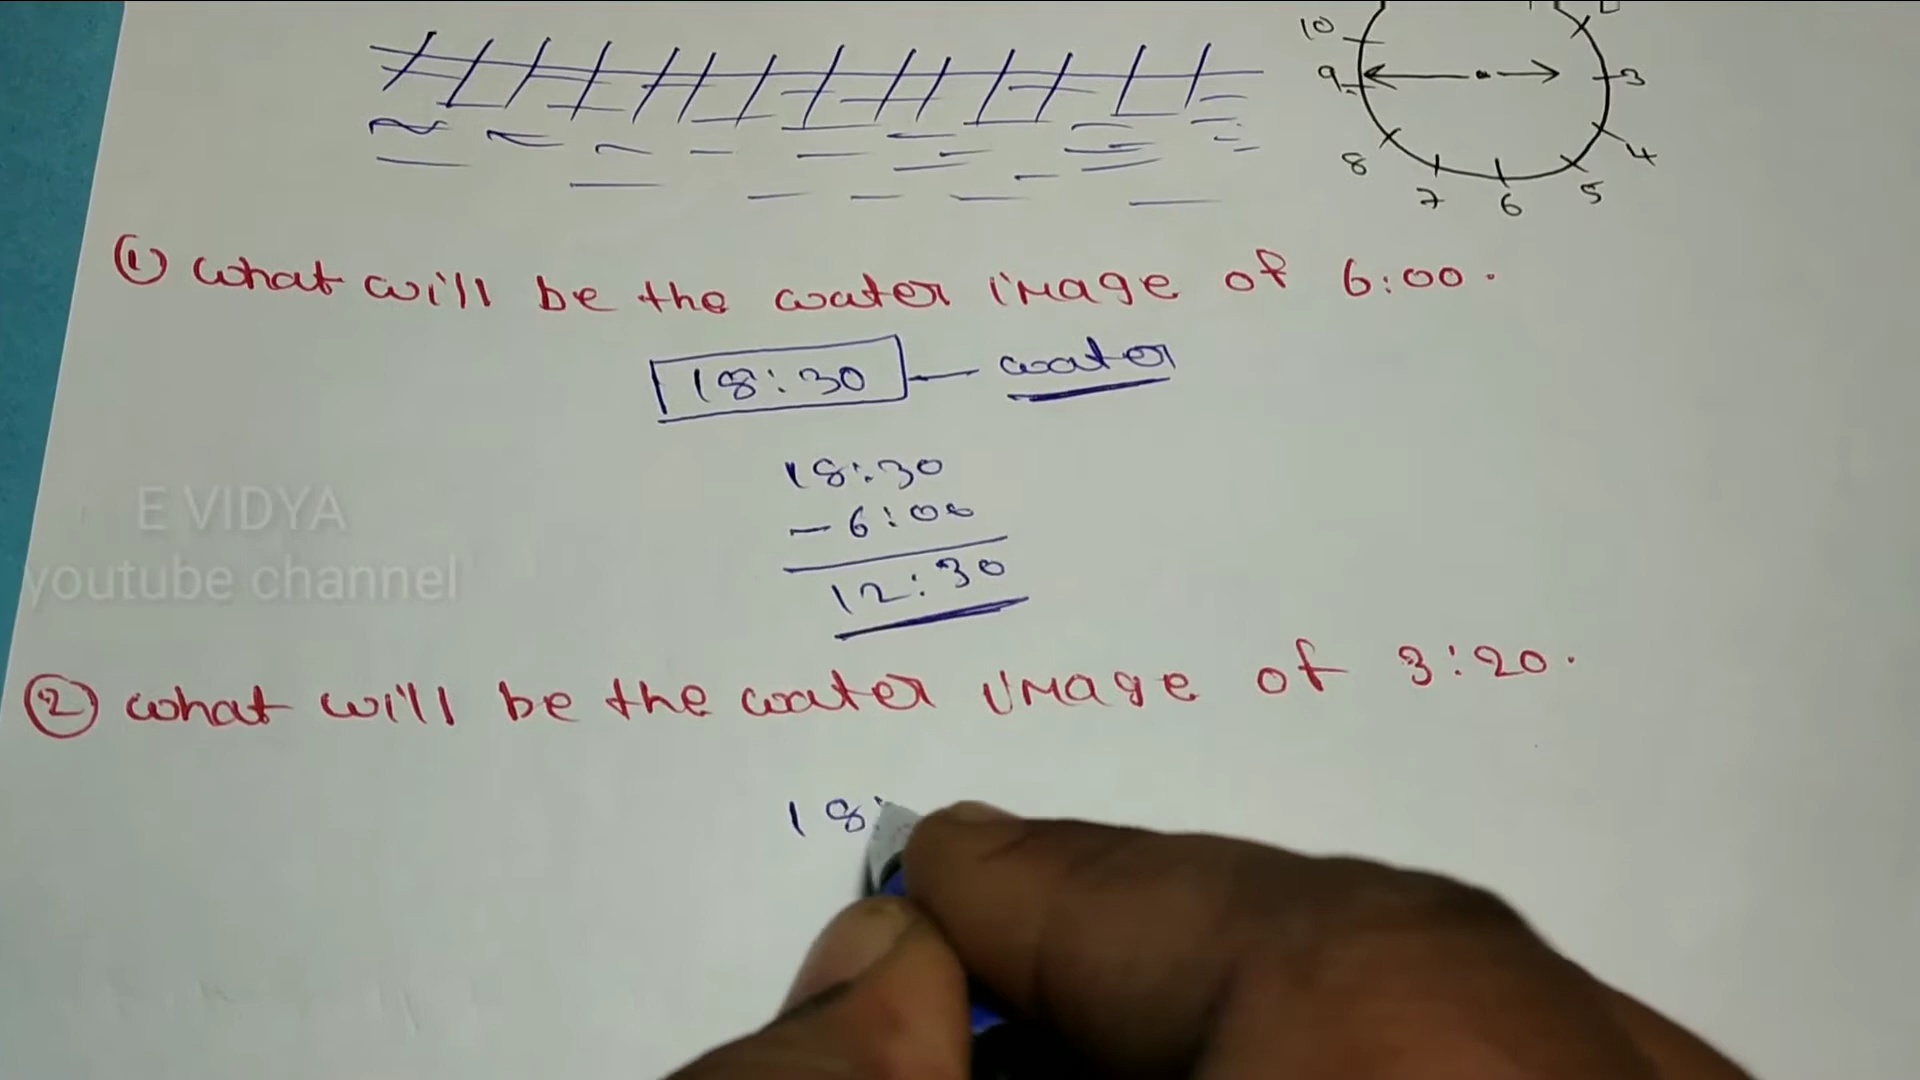 10
9
3
8
4
7
6
5
① What will be the water image of 6:00.
18:30 — water
18:30
- 6:00
12:30
E VIDYA
youtube channel
② What will be the water image of 3:20.
18: